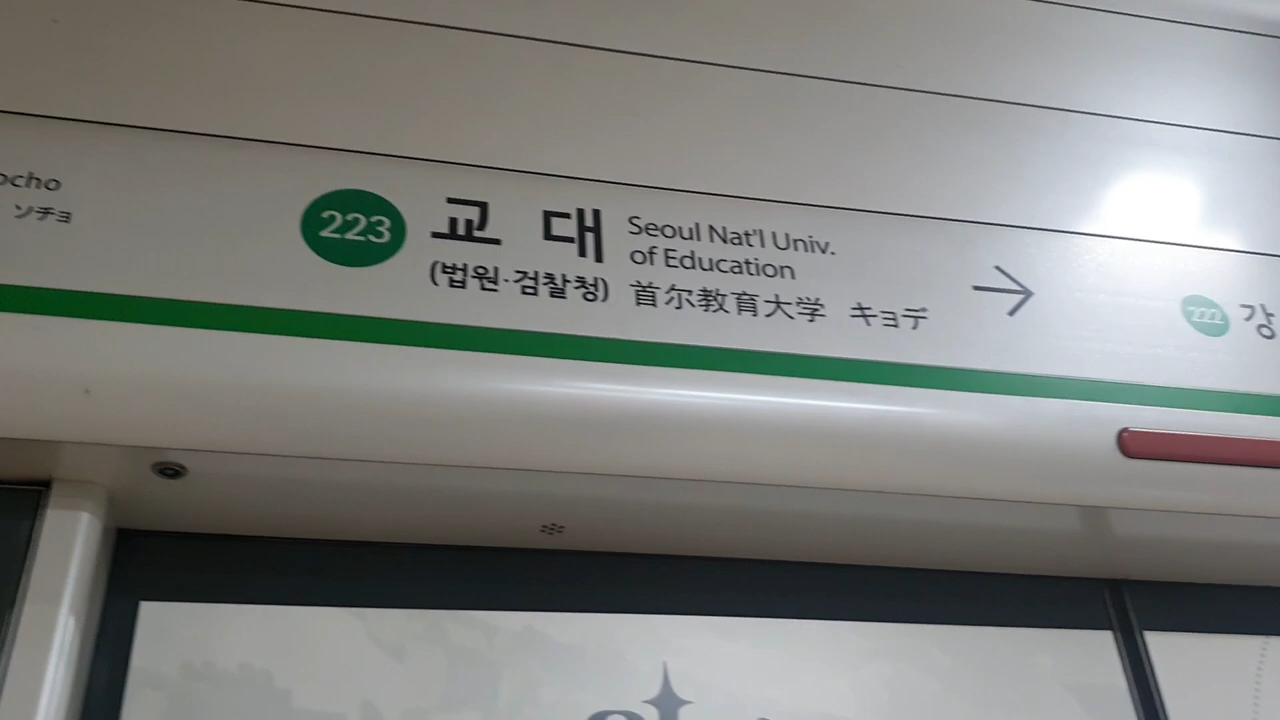 ソチョ
223
교 대
(법원·검찰청)
Seoul Nat'l Univ.
of Education
首尔教育大学 キョデ
→
222
강